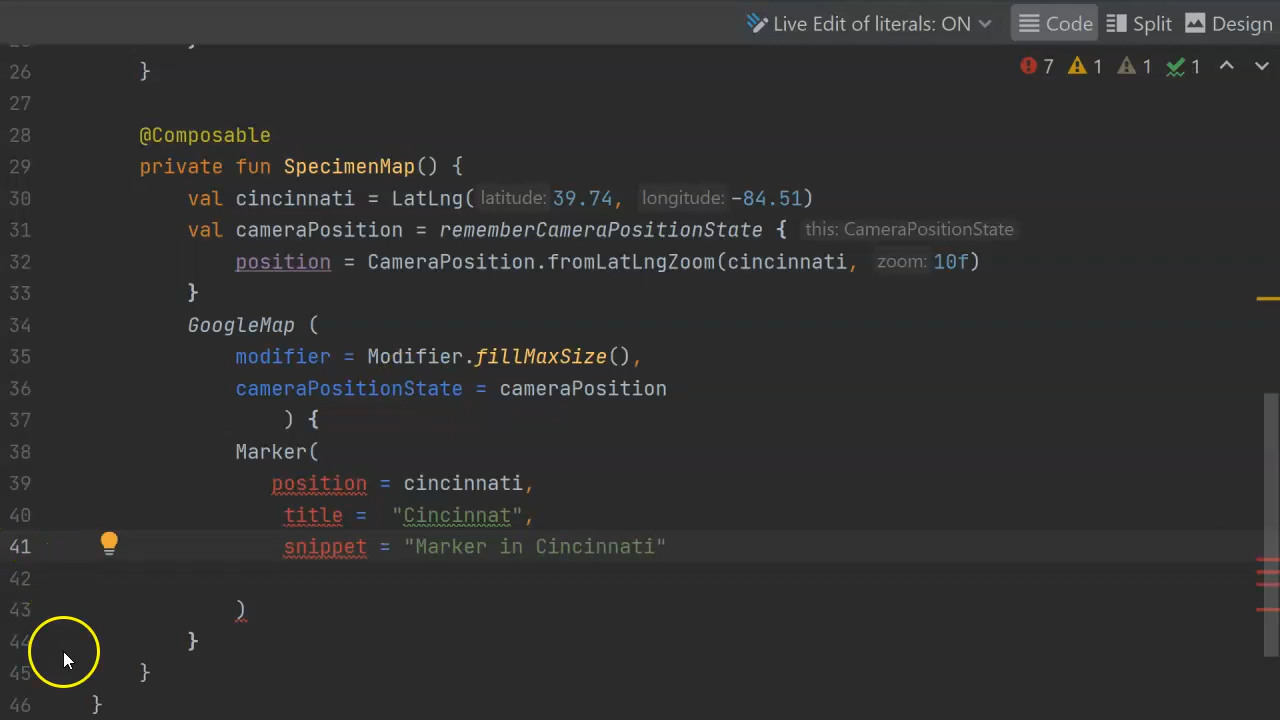 Live Edit of literals: ON Code Split Design
7 1 1 1
26 }
27
28 @Composable
29 private fun SpecimenMap() {
30 val cincinnati = LatLng( latitude: 39.74, longitude: -84.51)
31 val cameraPosition = rememberCameraPositionState { this: CameraPositionState
32 position = CameraPosition.fromLatLngZoom(cincinnati, zoom: 10f)
33 }
34 GoogleMap (
35 modifier = Modifier.fillMaxSize(),
36 cameraPositionState = cameraPosition
37 ) {
38 Marker(
39 position = cincinnati,
40 title = "Cincinnat",
41 snippet = "Marker in Cincinnati"
42
43 )
44 }
45 }
46 }